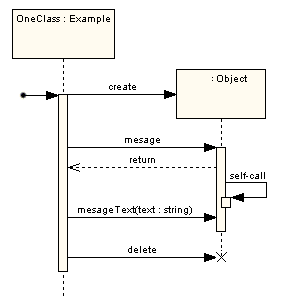 OneClass : Example
create
: Object
mesage
return
self-call
mesageText(text : string)
delete